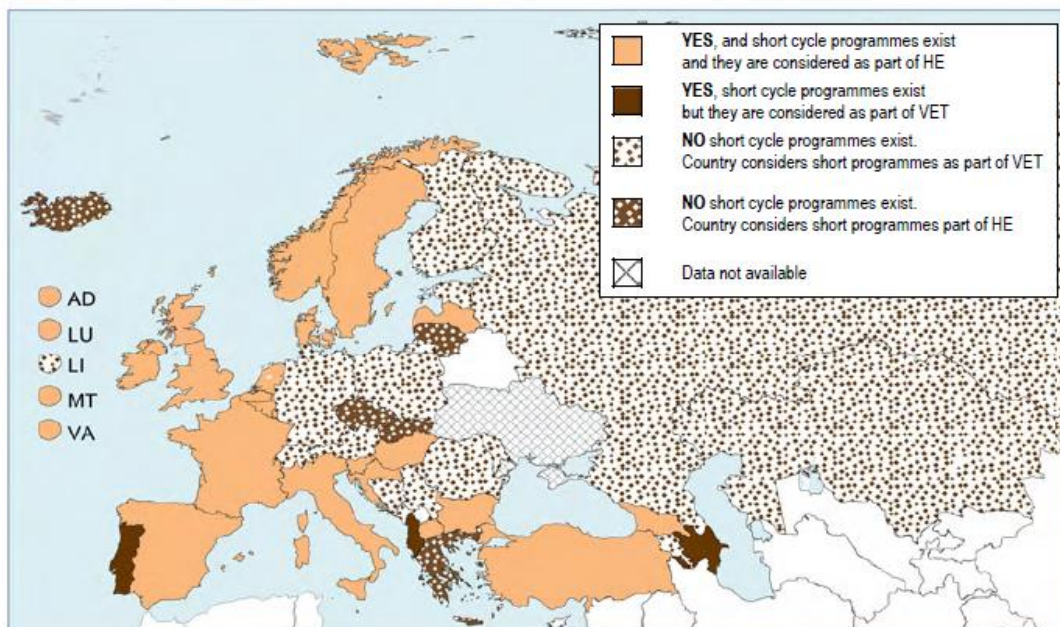 YES, and short cycle programmes exist
and they are considered as part of HE
YES, short cycle programmes exist
but they are considered as part of VET
NO short cycle programmes exist.
Country considers short programmes as part of VET
NO short cycle programmes exist.
Country considers short programmes part of HE
Data not available
AD
LU
LI
MT
VA